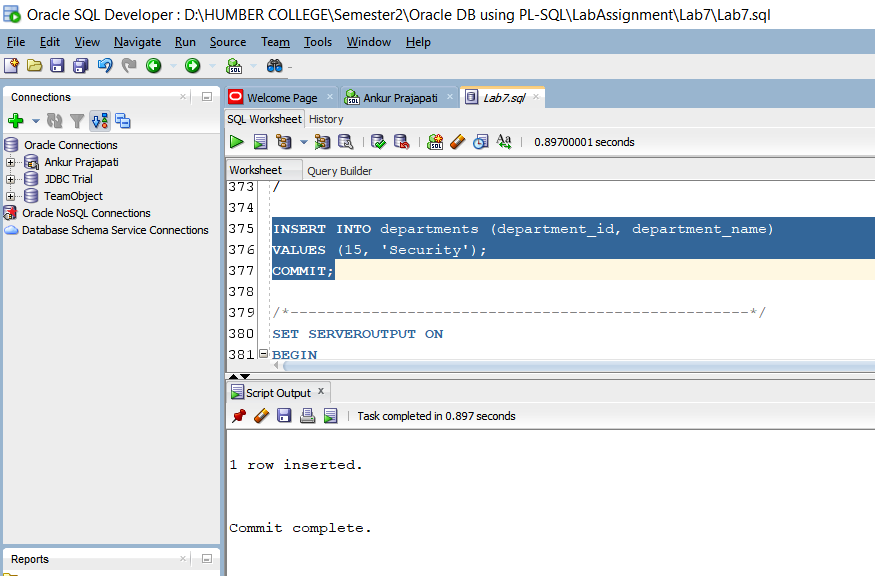 Oracle SQL Developer : D:\HUMBER COLLEGE\Semester2\Oracle DB using PL-SQL\LabAssignment\Lab7\Lab7.sql
File Edit View Navigate Run Source Team Tools Window Help
Connections
Oracle Connections
Ankur Prajapati
JDBC Trial
TeamObject
Oracle NoSQL Connections
Database Schema Service Connections
Reports
Welcome Page
Ankur Prajapati
Lab7.sql
SQL Worksheet History
0.89700001 seconds
Worksheet Query Builder
373 /
374
375 INSERT INTO departments (department_id, department_name)
376 VALUES (15, 'Security');
377 COMMIT;
378
379 /*---------------------------------------------------*/
380 SET SERVEROUTPUT ON
381 BEGIN
Script Output x
Task completed in 0.897 seconds
1 row inserted.
Commit complete.